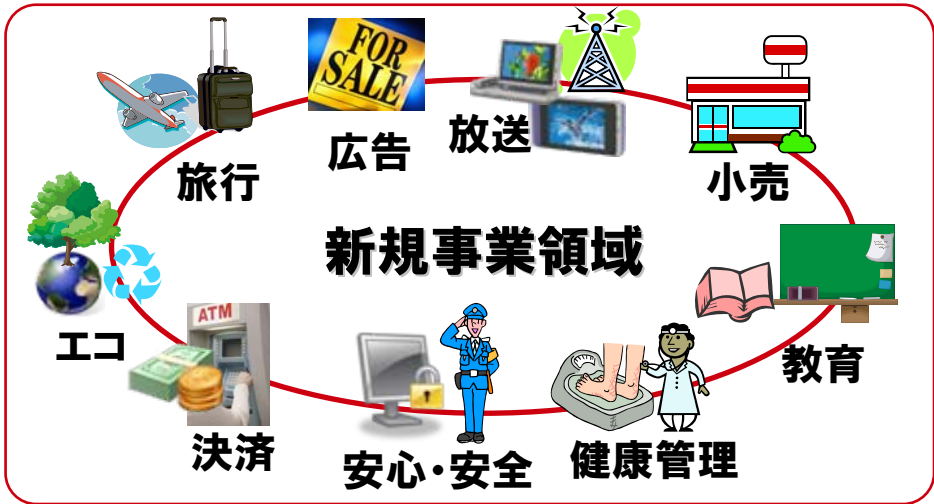 FOR
SALE
放送
広告
旅行
小売
新規事業領域
エコ
ATM
教育
決済
安心・安全
健康管理